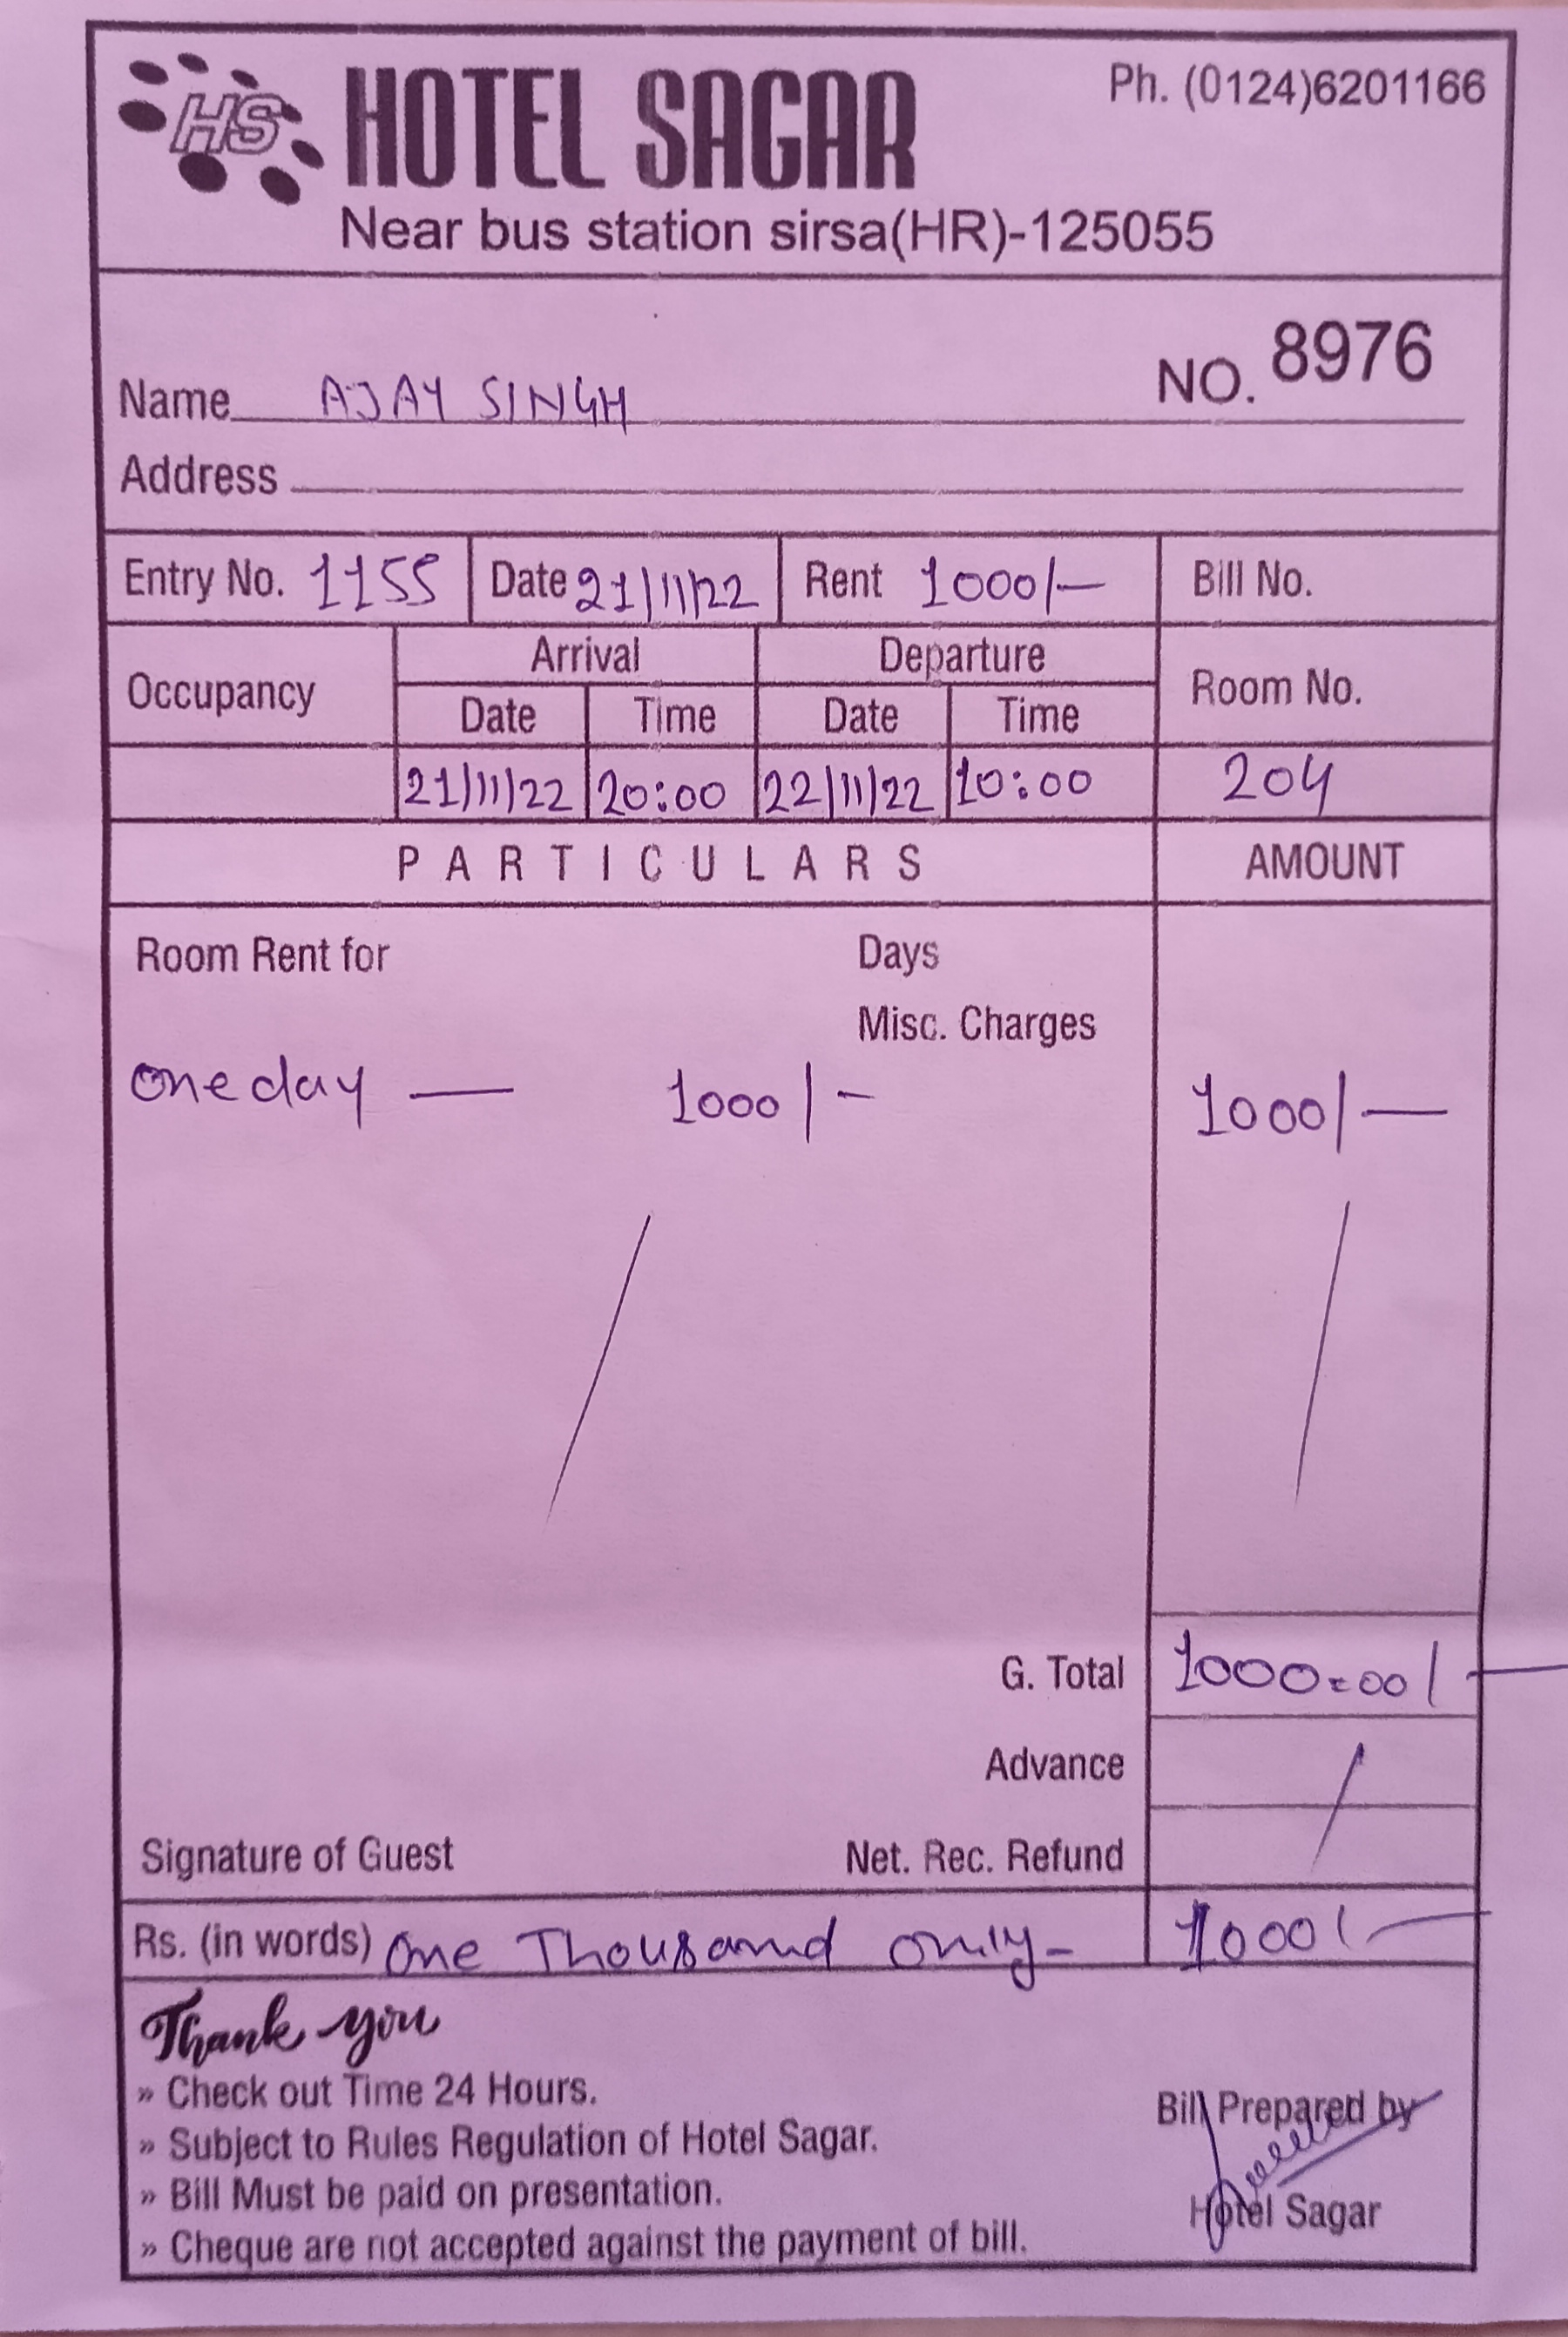 HS HOTEL SAGAR Ph. (0124)6201166
Near bus station sirsa(HR)-125055
NO. 8976
Name AJAY SINGH
Address
Entry No. 1155 Date 21/11/22 Rent 1000/- Bill No.
Occupancy Arrival Departure Room No.
Date Time Date Time
21/11/22 20:00 22/11/22 10:00 204
PARTICULARS AMOUNT
Room Rent for Days
Misc. Charges
One day — 1000/- 1000/-
G. Total 1000=00/-
Advance
Signature of Guest Net. Rec. Refund
Rs. (in words) One Thousand only- 1000/-
Thank you
» Check out Time 24 Hours.
» Subject to Rules Regulation of Hotel Sagar.
» Bill Must be paid on presentation.
» Cheque are not accepted against the payment of bill.
Bill Prepared by
Hotel Sagar